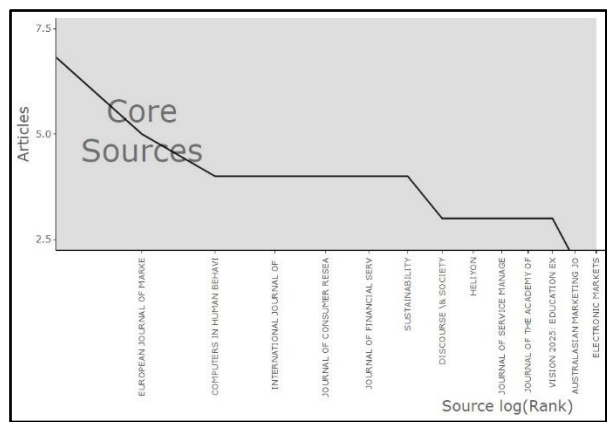 7.5
5.0
2.5
Articles
Core
Sources
EUROPEAN JOURNAL OF MARKE
COMPUTERS IN HUMAN BEHAVI
INTERNATIONAL JOURNAL OF
JOURNAL OF CONSUMER RESEA
JOURNAL OF FINANCIAL SERV
SUSTAINABILITY
DISCOURSE \& SOCIETY
HELIYON
JOURNAL OF SERVICE MANAGE
JOURNAL OF THE ACADEMY OF
VISION 2025: EDUCATION EX
AUSTRALASIAN MARKETING JO
ELECTRONIC MARKETS
Source log(Rank)